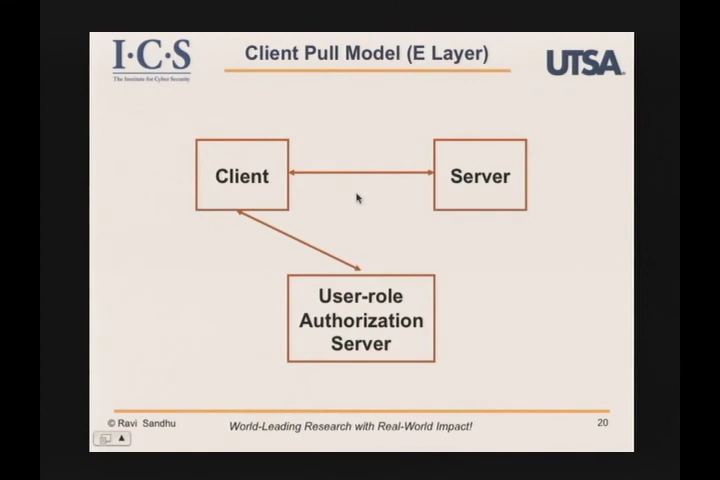 I·C·S
The Institute for Cyber Security
Client Pull Model (E Layer)
UTSA
Client
Server
User-role
Authorization
Server
© Ravi Sandhu
World-Leading Research with Real-World Impact!
20